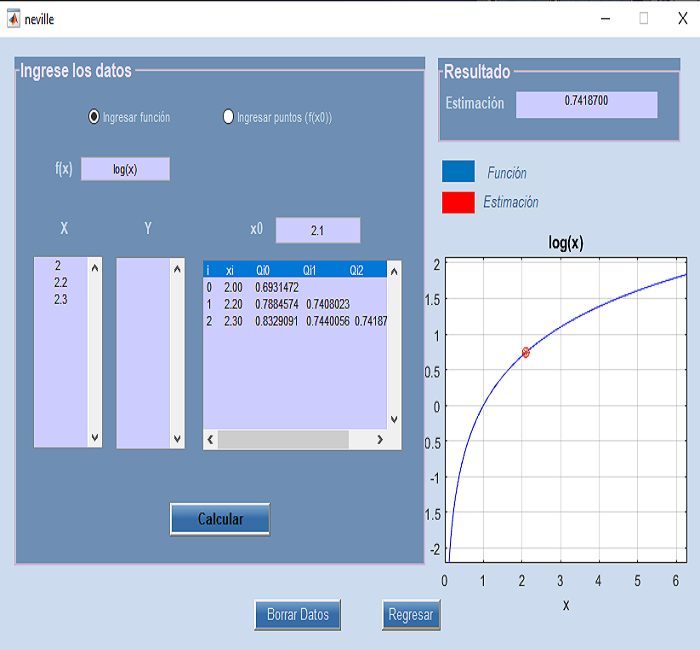 neville
Ingrese los datos
Ingresar función
Ingresar puntos (f(x0))
f(x)
log(x)
X
Y
x0
2.1
2
2.2
2.3
i xi Qi0 Qi1 Qi2
0 2.00 0.6931472
1 2.20 0.7884574 0.7408023
2 2.30 0.8329091 0.7440056 0.74187
Calcular
Borrar Datos
Regresar
Resultado
Estimación
0.7418700
Función
Estimación
log(x)
2
1.5
1
0.5
0
0.5
-1
1.5
-2
0 1 2 3 4 5 6
x